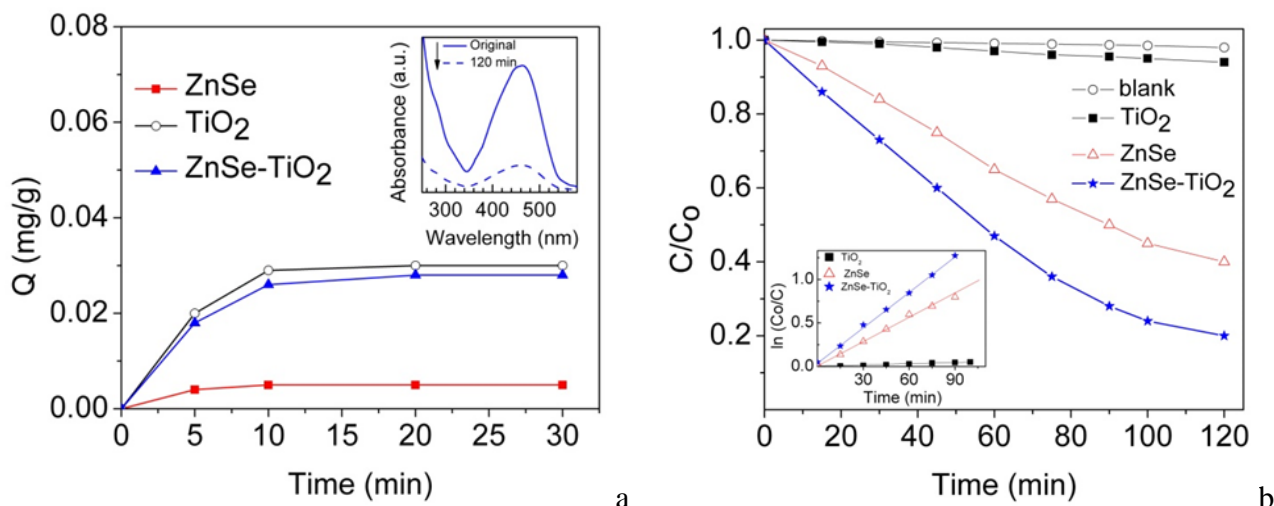 0.08
0.06
0.04
0.02
0.00
Q (mg/g)
0 5 10 15 20 25 30
Time (min)
ZnSe
TiO2
ZnSe-TiO2
Original
120 min
Absorbance (a.u.)
300 400 500
Wavelength (nm)
a
1.0
0.8
0.6
0.4
0.2
C/Co
0 20 40 60 80 100 120
Time (min)
blank
TiO2
ZnSe
ZnSe-TiO2
TiO2
ZnSe
ZnSe-TiO2
1.0
0.5
0.0
ln (Co/C)
30 60 90
Time (min)
b